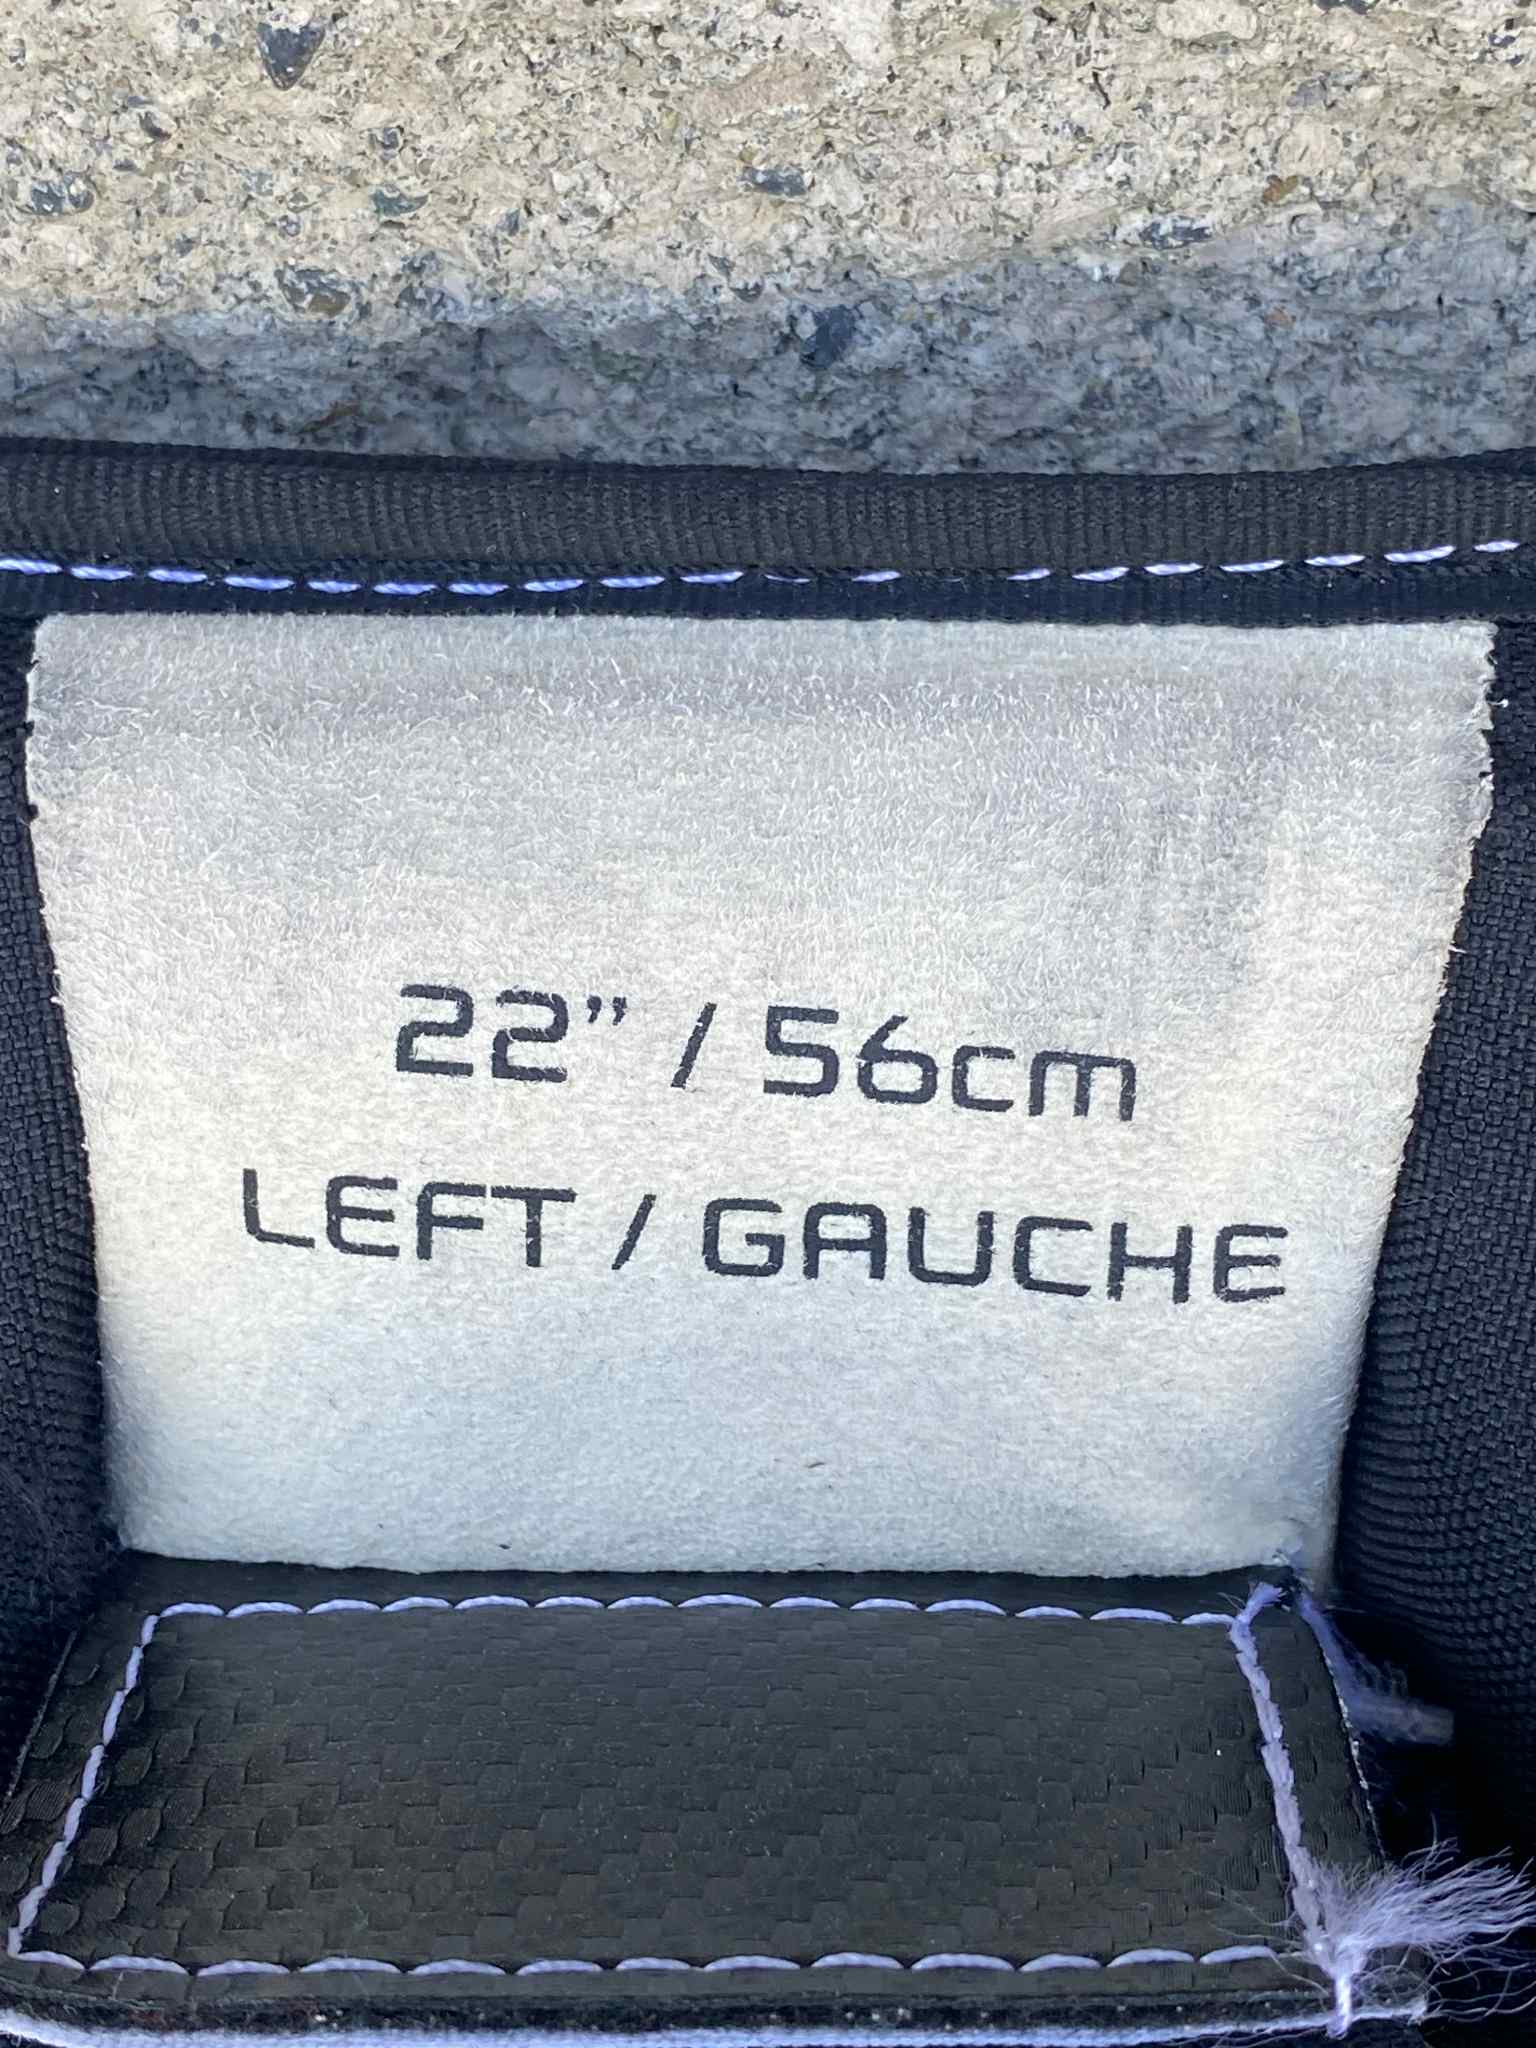 22” / 56cm
LEFT / GAUCHE